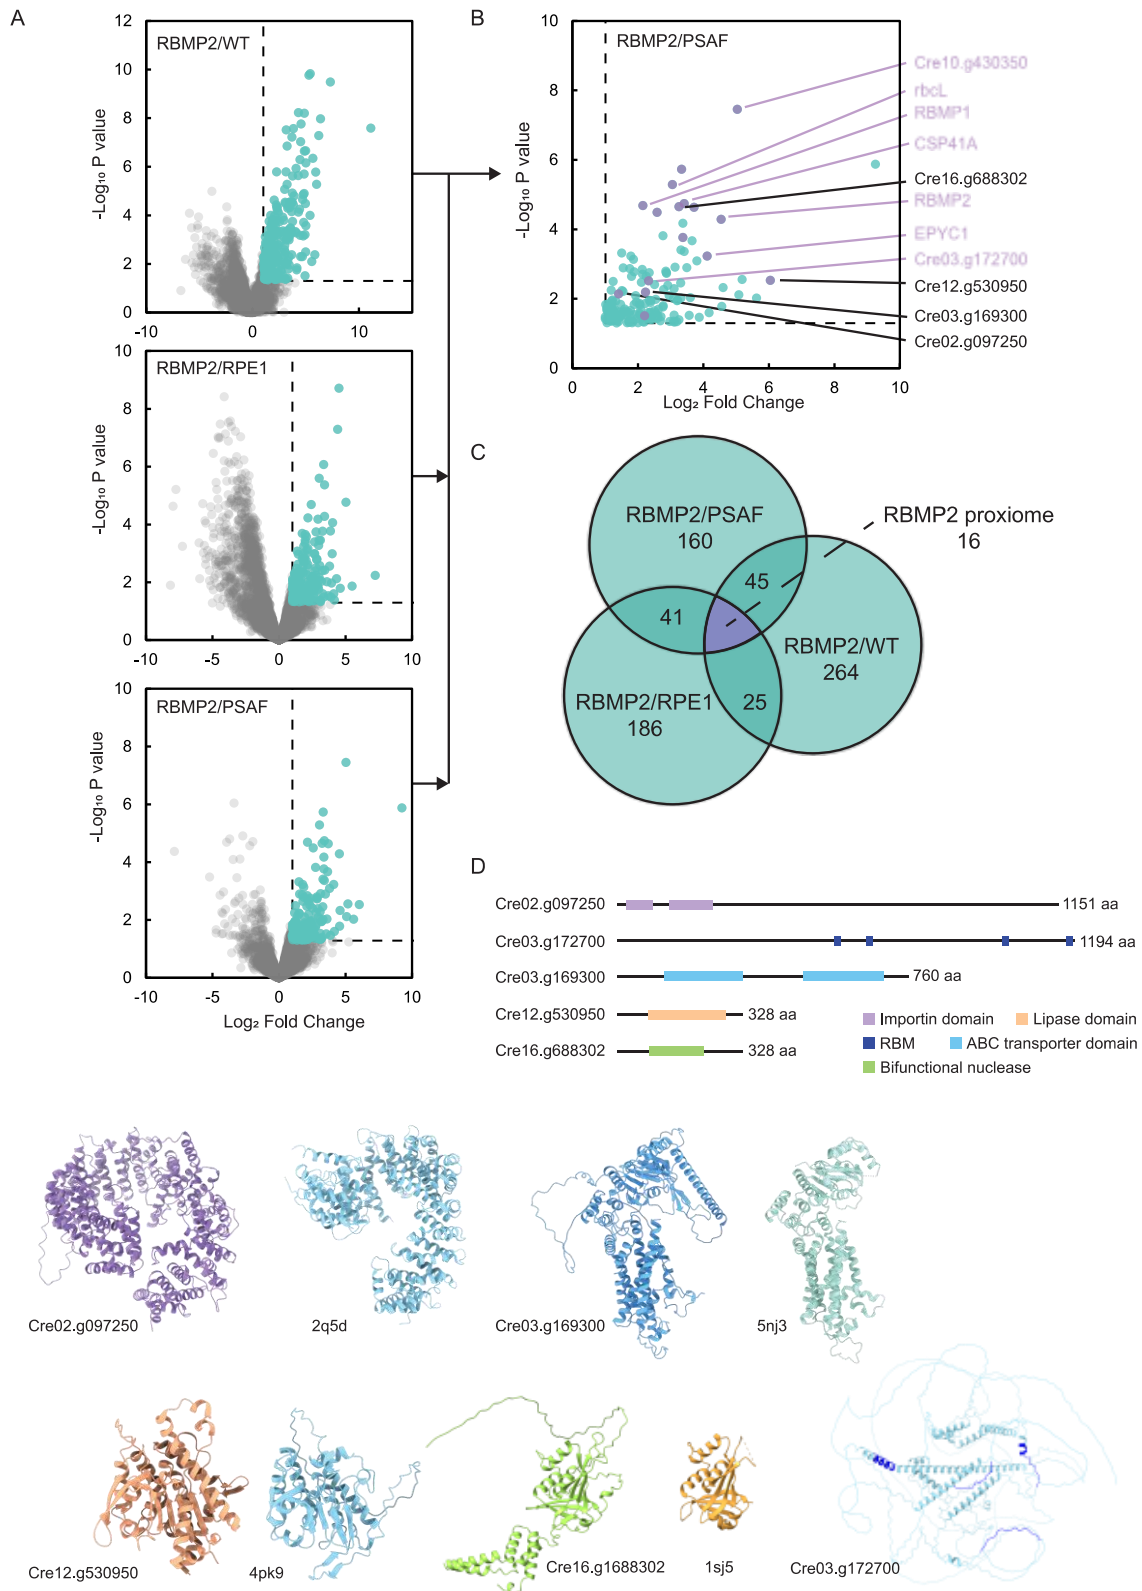 A
RBMP2/WT
-Log₁₀ P value
12
10
8
6
4
2
0
-10
0
10
RBMP2/RPE1
-Log₁₀ P value
10
8
6
4
2
0
-10
-5
0
5
10
RBMP2/PSAF
-Log₁₀ P value
10
8
6
4
2
0
-10
-5
0
5
10
Log₂ Fold Change
B
RBMP2/PSAF
-Log₁₀ P value
10
8
6
4
2
0
0
2
4
6
8
10
Log₂ Fold Change
Cre10.g430350
rbcL
RBMP1
CSP41A
Cre16.g688302
RBMP2
EPYC1
Cre03.g172700
Cre12.g530950
Cre03.g169300
Cre02.g097250
C
RBMP2/PSAF
160
RBMP2 proxiome
16
45
41
RBMP2/WT
264
RBMP2/RPE1
186
25
D
Cre02.g097250
1151 aa
Cre03.g172700
1194 aa
Cre03.g169300
760 aa
Cre12.g530950
328 aa
Cre16.g688302
328 aa
Importin domain
Lipase domain
RBM
ABC transporter domain
Bifunctional nuclease
Cre02.g097250
2q5d
Cre03.g169300
5nj3
Cre12.g530950
4pk9
Cre16.g1688302
1sj5
Cre03.g172700